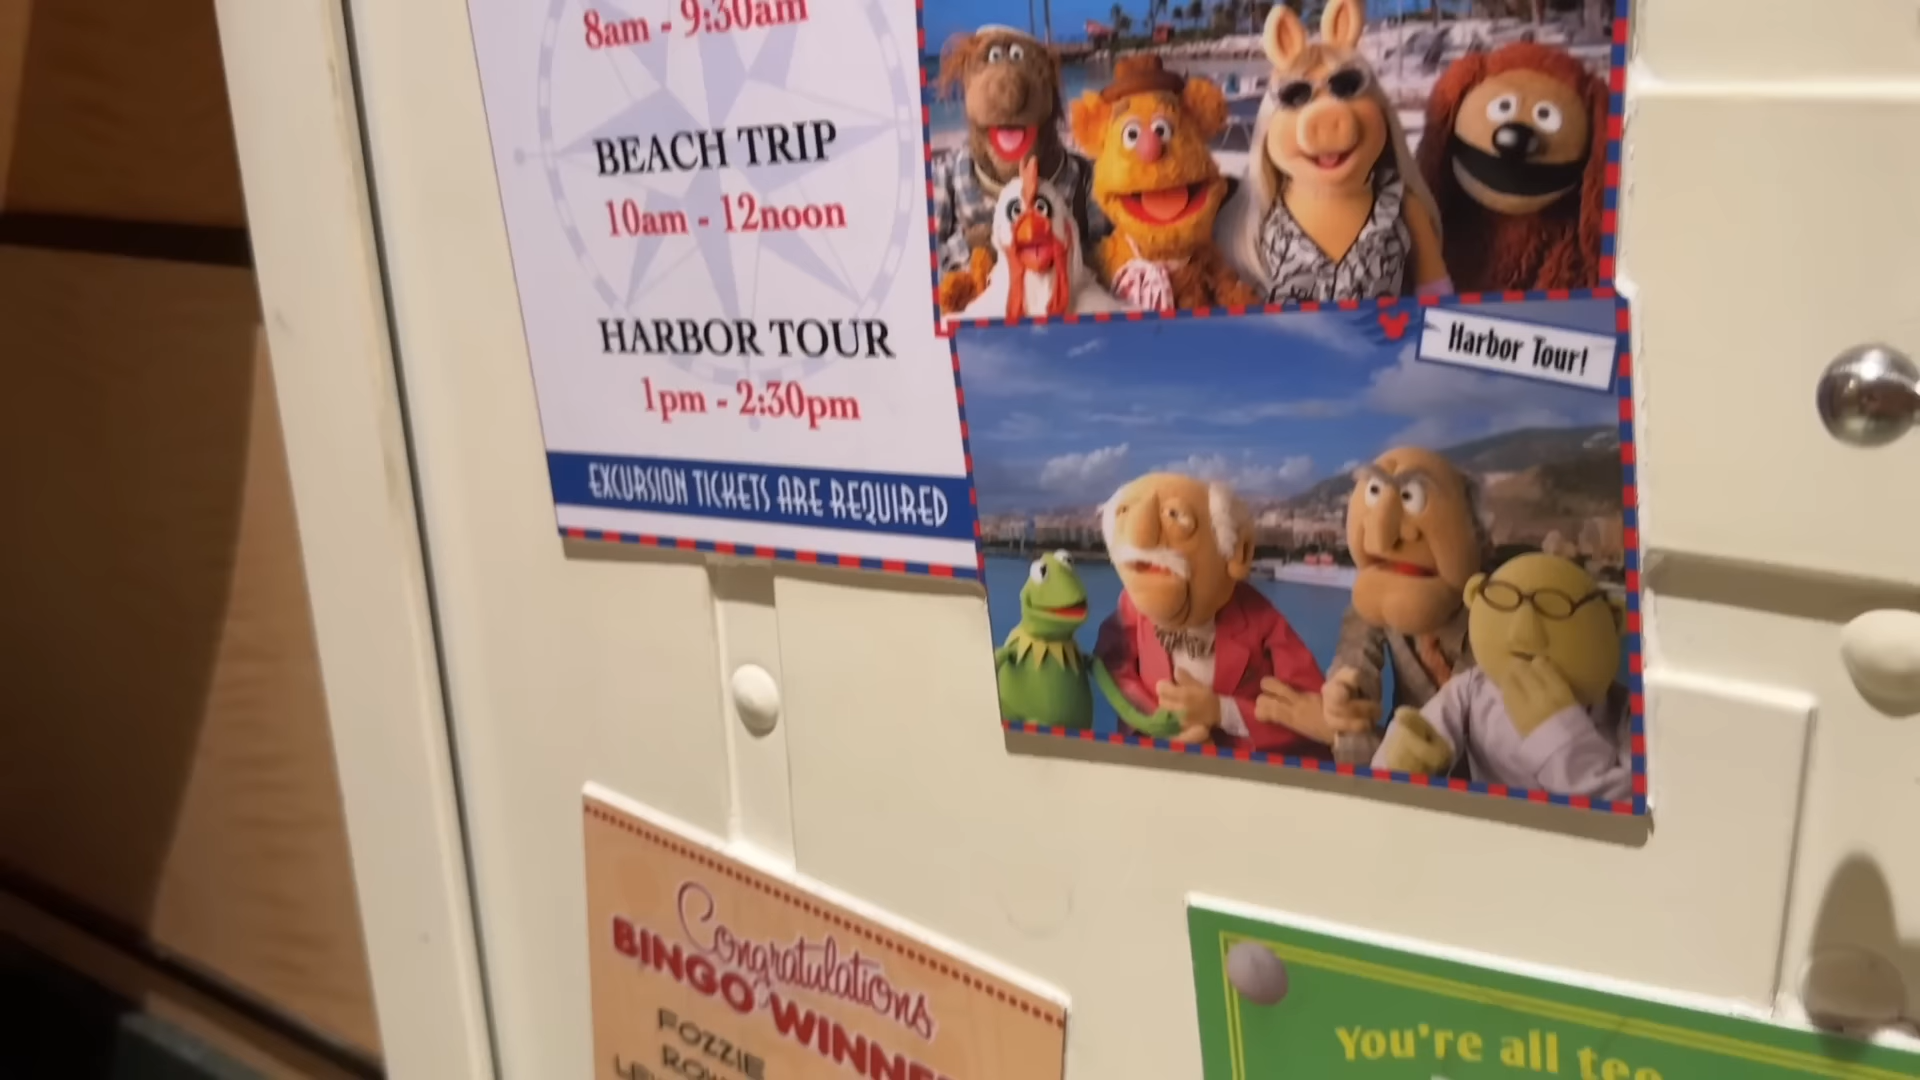 8am - 9:30am
BEACH TRIP
10am - 12noon
HARBOR TOUR
1pm - 2:30pm
EXCURSION TICKETS ARE REQUIRED
Harbor Tour!
Congratulations
BINGO WINNE
FOZZIE
You're all tee